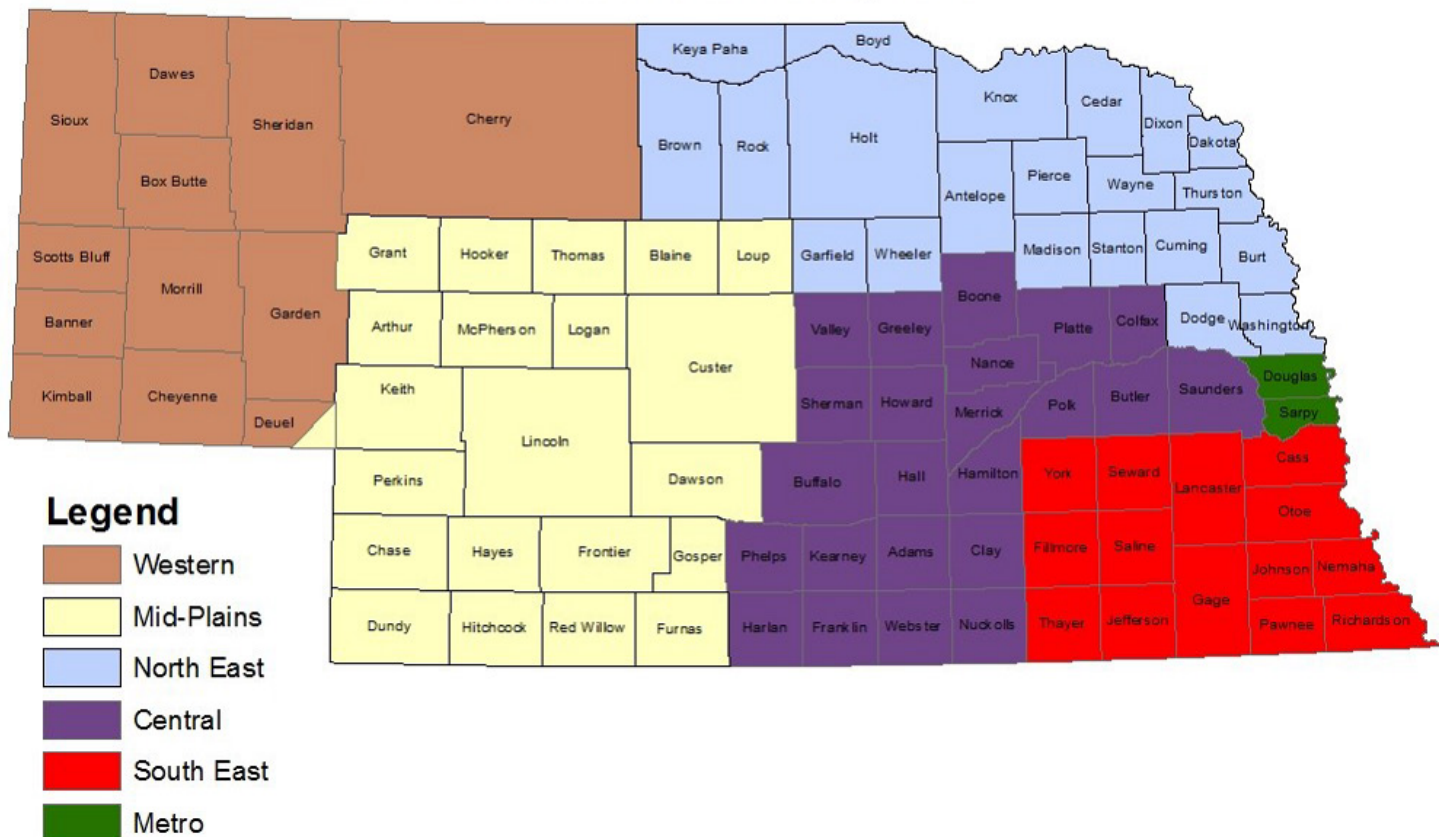 Keya Paha
Boyd
Dawes
Sioux
Sheridan
Cherry
Knox
Cedar
Dixon
Dakota
Brown
Rock
Holt
Box Butte
Antelope
Pierce
Wayne
Thurston
Scotts Bluff
Grant
Hooker
Thomas
Blaine
Loup
Garfield
Wheeler
Madison
Stanton
Cuming
Burt
Morrill
Garden
Banner
Arthur
McPherson
Logan
Valley
Greeley
Boone
Platte
Colfax
Dodge
Washington
Kimball
Cheyenne
Keith
Custer
Nance
Douglas
Deuel
Lincoln
Sherman
Howard
Merrick
Polk
Butler
Saunders
Sarpy
Perkins
Dawson
Buffalo
Hall
Hamilton
York
Seward
Lancaster
Cass
Otoe
Chase
Hayes
Frontier
Gosper
Phelps
Kearney
Adams
Clay
Fillmore
Saline
Johnson
Nemaha
Gage
Dundy
Hitchcock
Red Willow
Furnas
Harlan
Franklin
Webster
Nuckolls
Thayer
Jefferson
Pawnee
Richardson
Legend
Western
Mid-Plains
North East
Central
South East
Metro